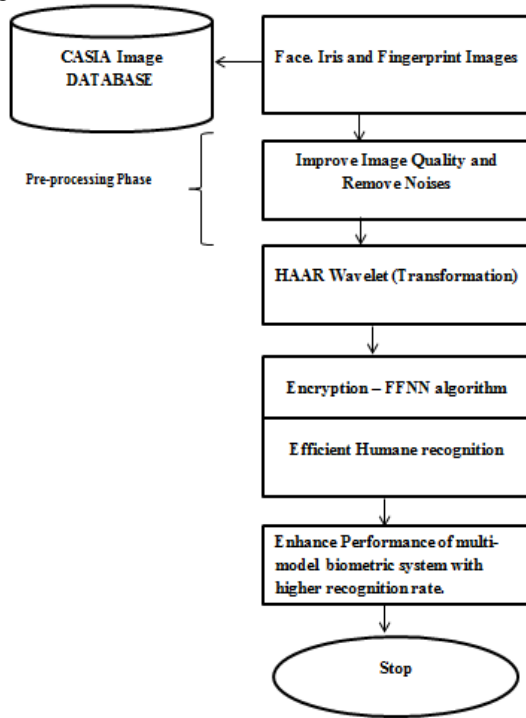 CASIA Image
DATABASE
Face. Iris and Fingerprint Images
Improve Image Quality and
Remove Noises
Pre-processing Phase
HAAR Wavelet (Transformation)
Encryption – FFNN algorithm
Efficient Humane recognition
Enhance Performance of multi-
model biometric system with
higher recognition rate.
Stop